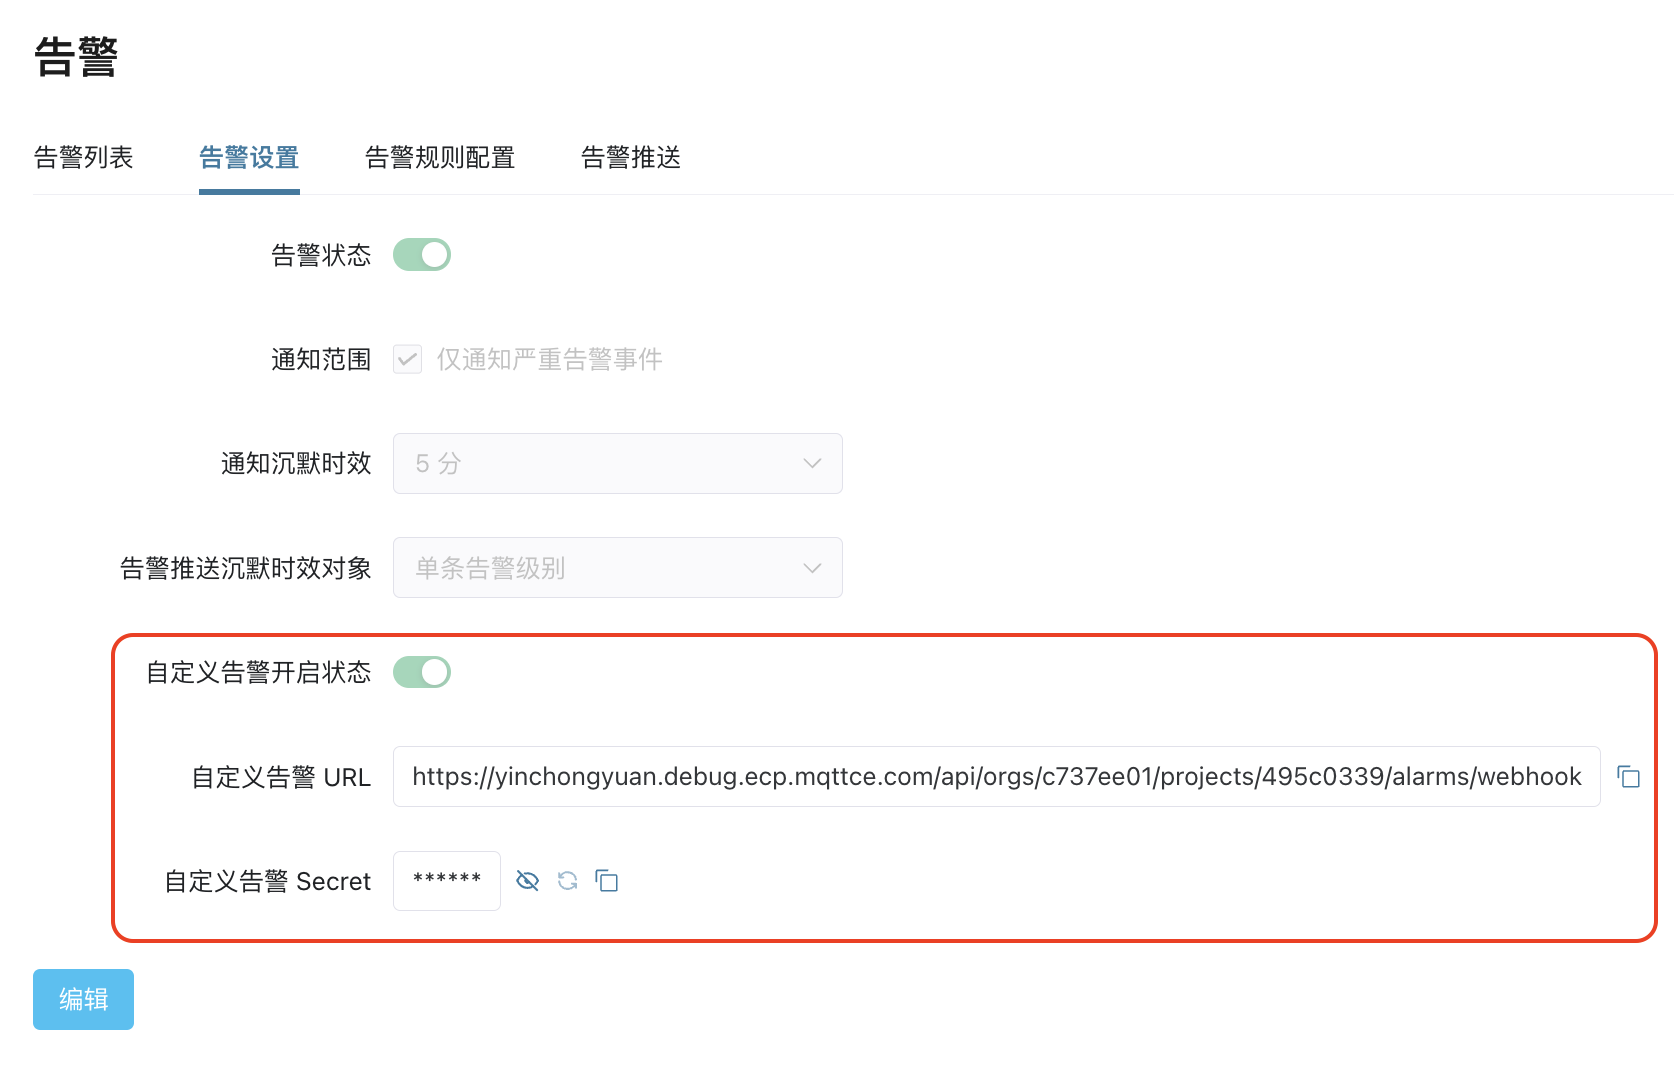 告警
告警列表 告警设置 告警规则配置 告警推送
告警状态
通知范围 仅通知严重告警事件
通知沉默时效 5 分
告警推送沉默时效对象 单条告警级别
自定义告警开启状态
自定义告警 URL https://yinchongyuan.debug.ecp.mqttce.com/api/orgs/c737ee01/projects/495c0339/alarms/webhook
自定义告警 Secret ******
编辑